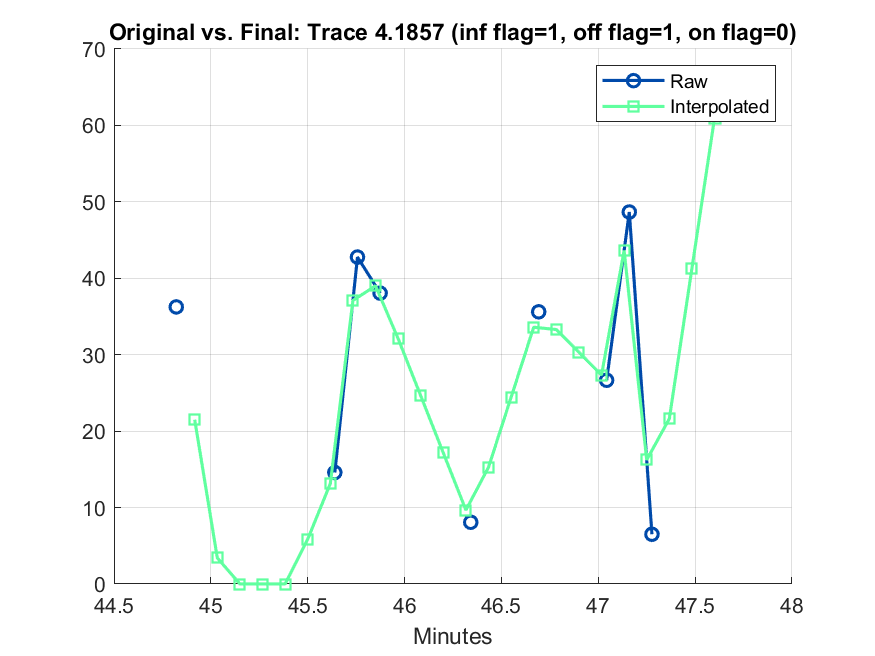 Original vs. Final: Trace 4.1857 (inf flag=1, off flag=1, on flag=0)
70
Raw
Interpolated
60
50
40
30
20
10
0
44.5 45 45.5 46 46.5 47 47.5 48
Minutes